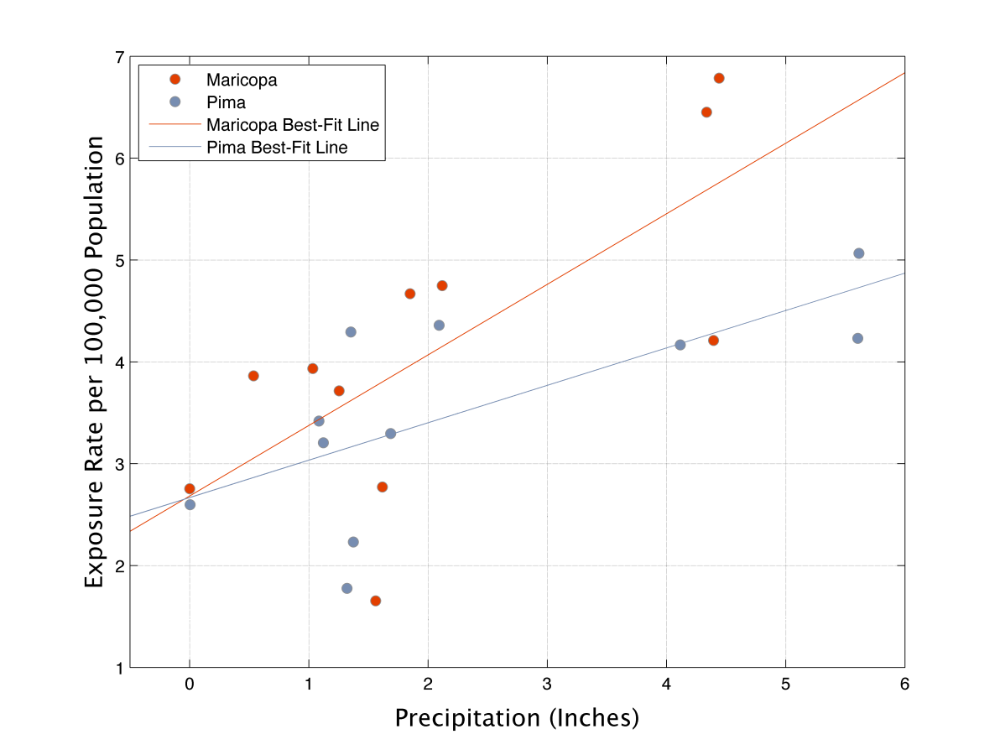 7
Maricopa
Pima
Maricopa Best-Fit Line
Pima Best-Fit Line
6
5
4
3
2
1
Exposure Rate per 100,000 Population
0 1 2 3 4 5 6
Precipitation (Inches)